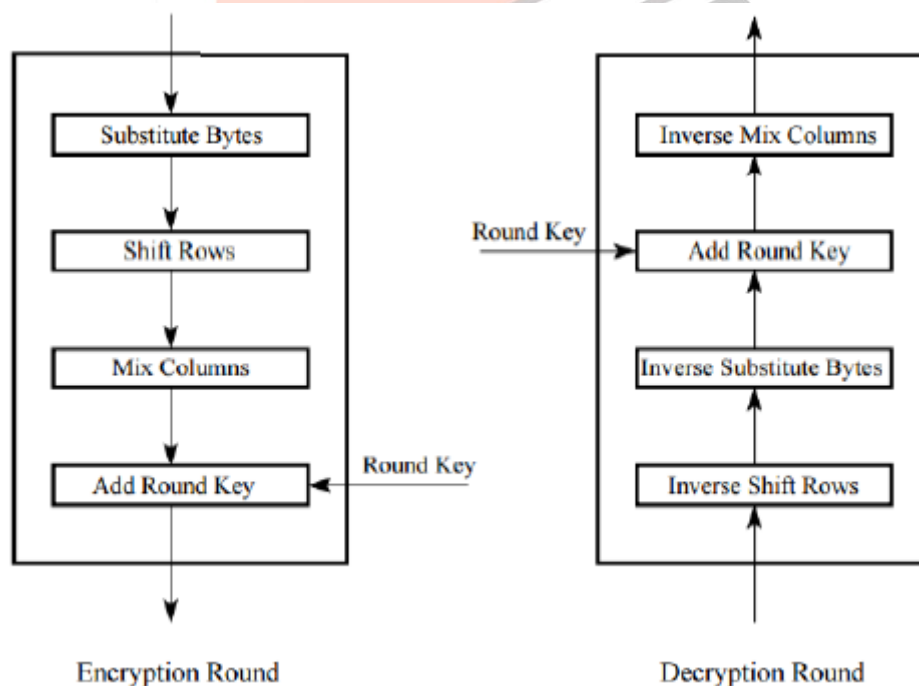 Substitute Bytes
Shift Rows
Mix Columns
Add Round Key
Round Key
Encryption Round
Inverse Mix Columns
Round Key
Add Round Key
Inverse Substitute Bytes
Inverse Shift Rows
Decryption Round